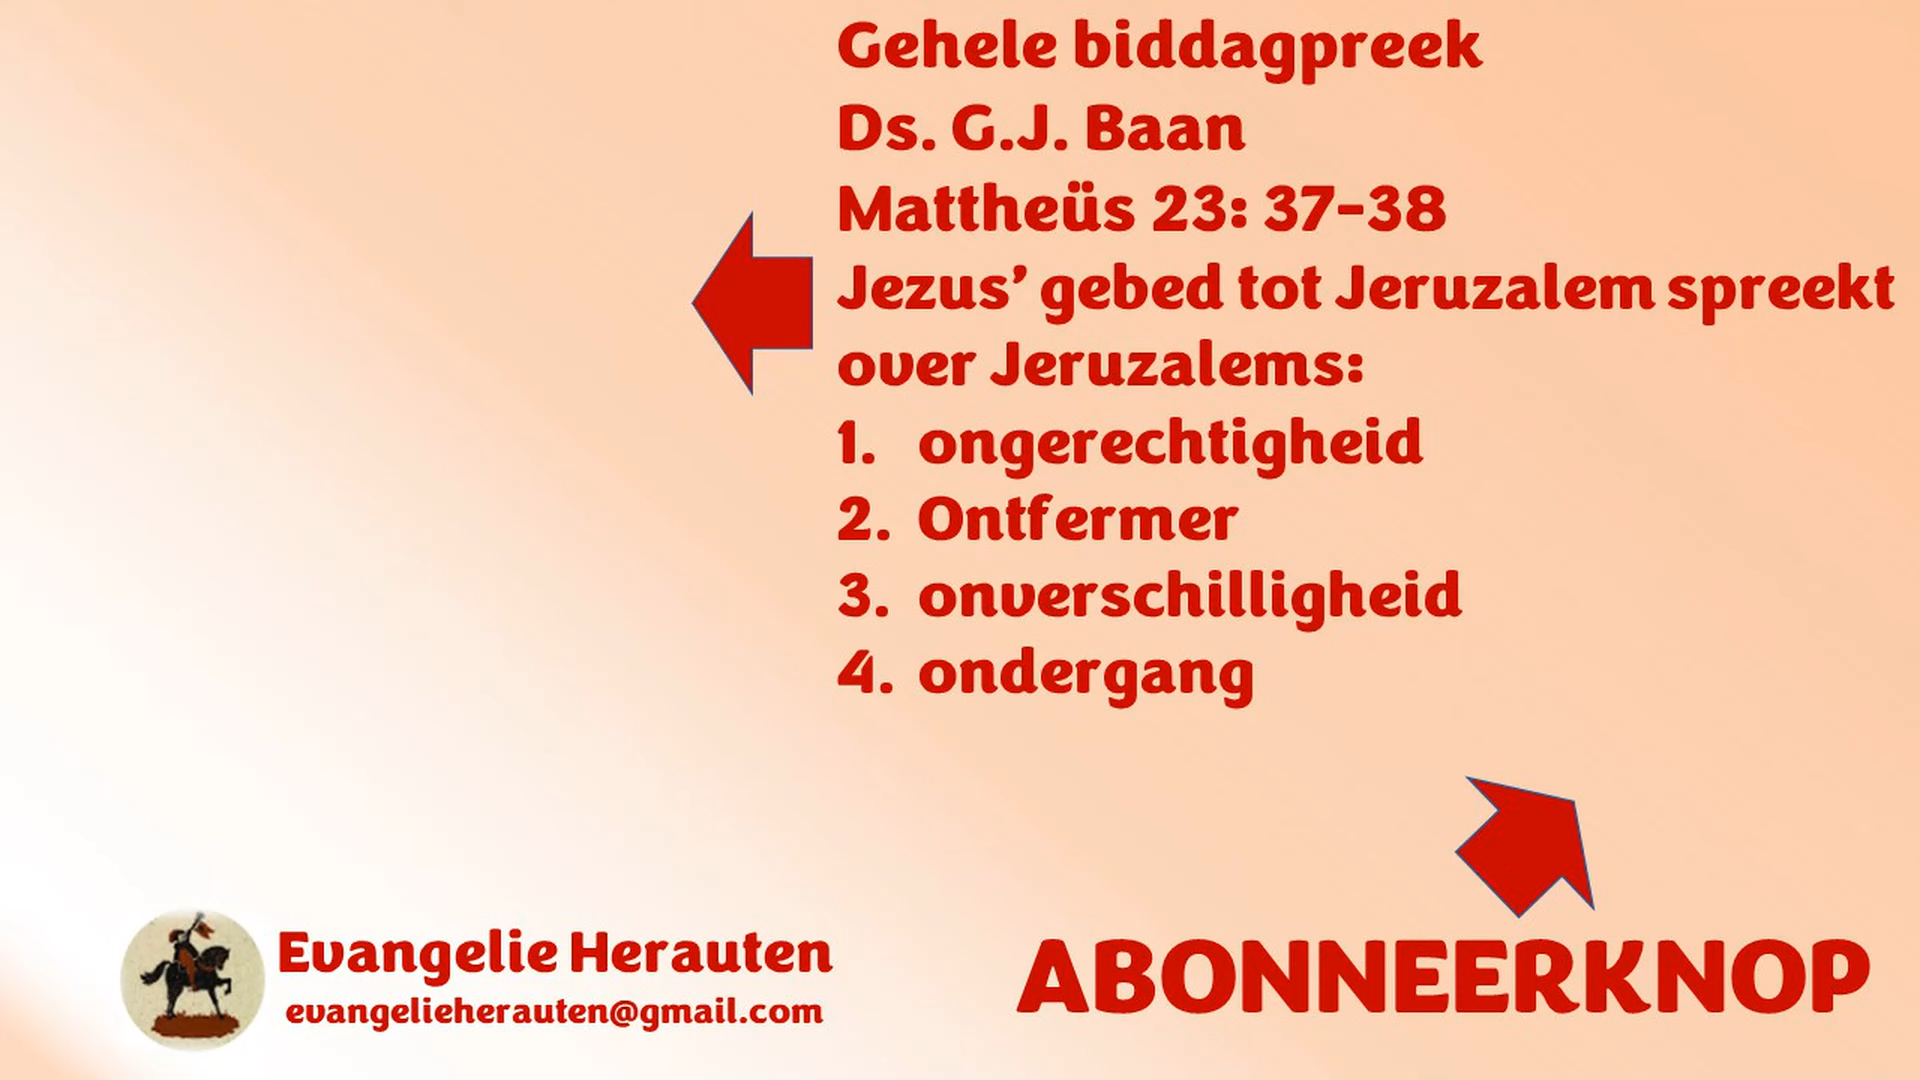 Gehele biddagpreek
Ds. G.J. Baan
Mattheüs 23: 37-38
Jezus’ gebed tot Jeruzalem spreekt
over Jeruzalems:
1. ongerechtigheid
2. Ontfermer
3. onverschilligheid
4. ondergang
Evangelie Herauten
evangelieherauten@gmail.com
ABONNEERKNOP